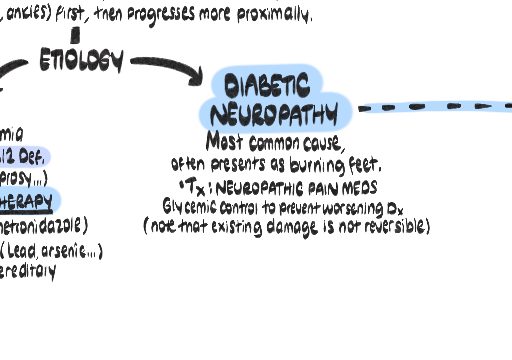 , ankles) first, then progresses more proximally.
ETIOLOGY
DIABETIC
NEUROPATHY
Most common cause,
often presents as burning feet.
•Tx: NEUROPATHIC PAIN MEDS
Glycemic control to prevent worsening Dx
(note that existing damage is not reversible)
mia
12 Def.
prosy...)
HERAPY
netronidazole)
(Lead, arsenic...)
ereditary